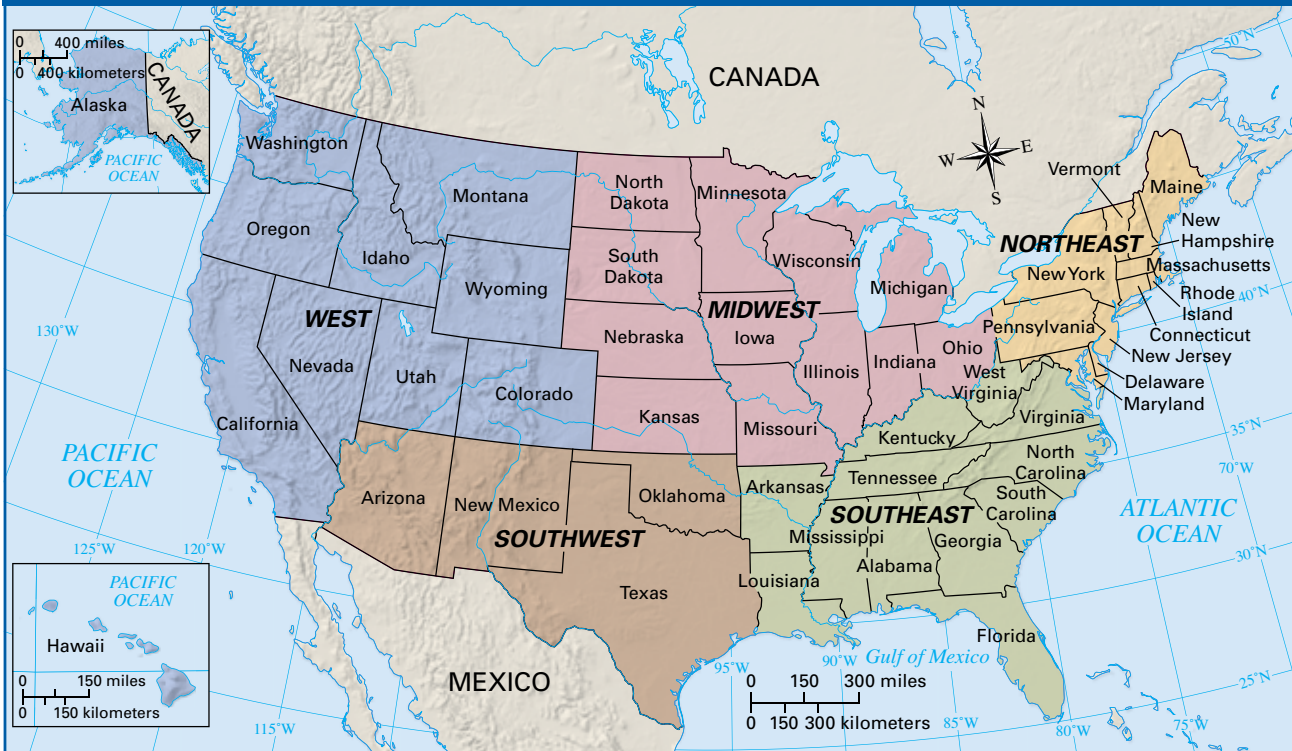 0 400 miles
0 400 kilometers
Alaska
CANADA
PACIFIC
OCEAN
CANADA
50°N
N
W
E
S
Washington
Montana
North
Dakota
Minnesota
Vermont
Maine
Oregon
Idaho
South
Dakota
Wisconsin
NORTHEAST
New
Hampshire
Wyoming
Michigan
New York
Massachusetts
Rhode
Island
40°N
130°W
WEST
MIDWEST
Nebraska
Iowa
Pennsylvania
Connecticut
Nevada
Utah
Colorado
Illinois
Indiana
Ohio
New Jersey
West
Virginia
Delaware
Maryland
California
Kansas
Missouri
Kentucky
Virginia
35°N
PACIFIC
OCEAN
Arizona
New Mexico
Oklahoma
Arkansas
Tennessee
North
Carolina
70°W
South
Carolina
ATLANTIC
OCEAN
SOUTHWEST
SOUTHEAST
Mississippi
Georgia
Alabama
125°W
120°W
30°N
Texas
Louisiana
PACIFIC
OCEAN
Hawaii
0 150 miles
0 150 kilometers
Florida
MEXICO
95°W
90°W
Gulf of Mexico
0 150 300 miles
0 150 300 kilometers
25°N
115°W
85°W
80°W
75°W